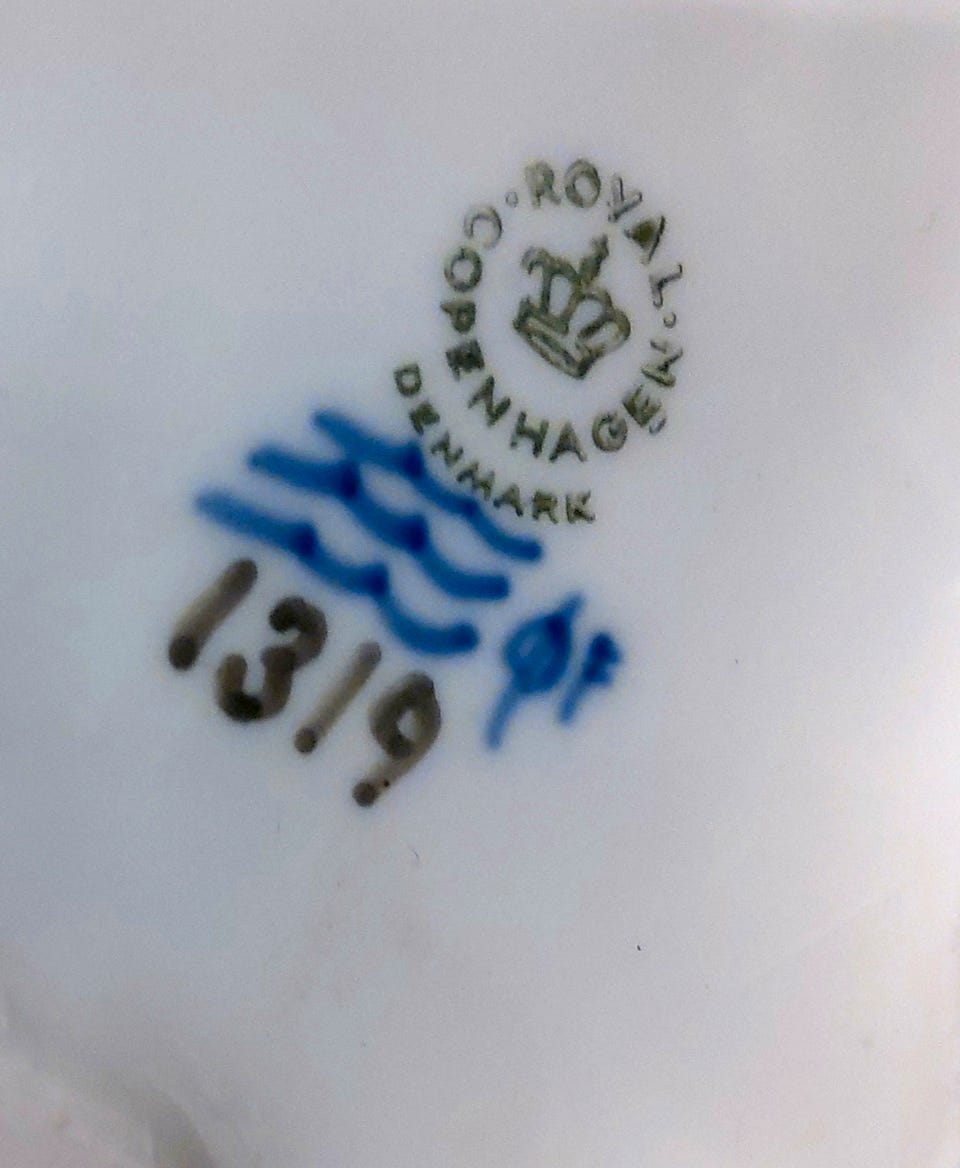 ROYAL · COPENHAGEN ·
DENMARK
1319